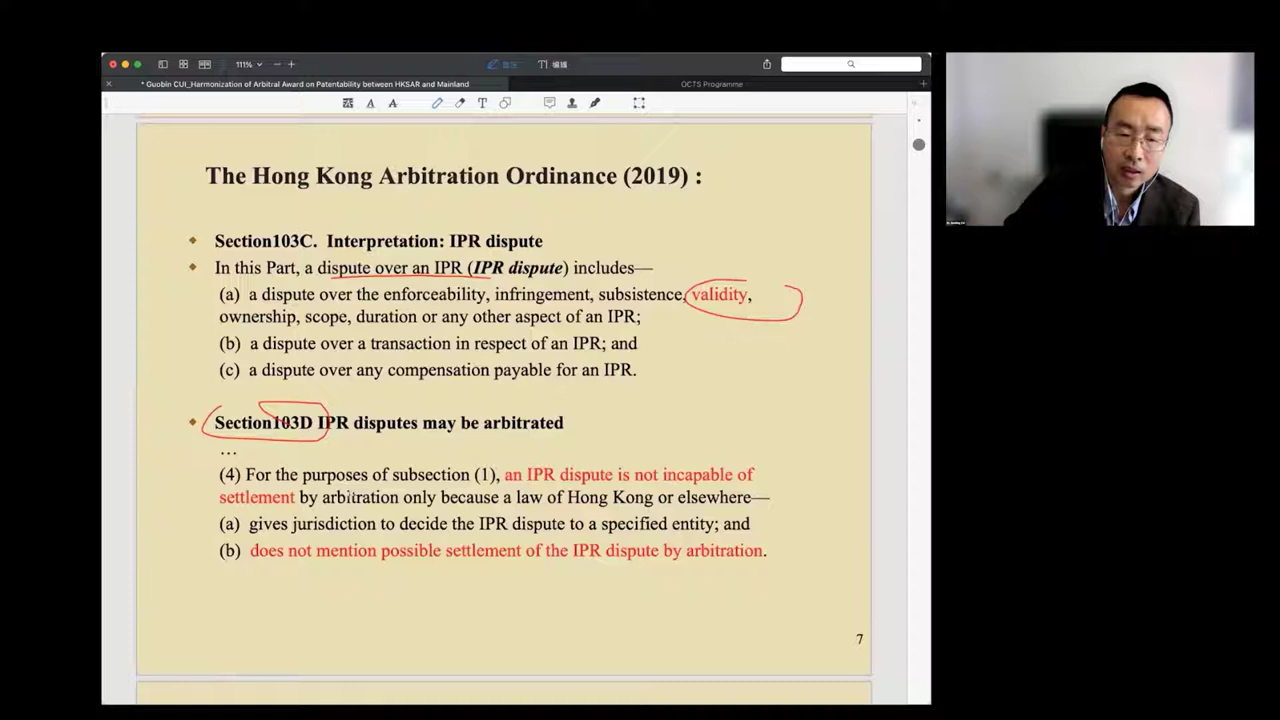 111%
批注
编辑
* Guobin CUI_Harmonization of Arbitral Award on Patentability between HKSAR and Mainland
OCTS Programme
The Hong Kong Arbitration Ordinance (2019) :
Section103C. Interpretation: IPR dispute
In this Part, a dispute over an IPR (IPR dispute) includes—
(a) a dispute over the enforceability, infringement, subsistence, validity,
ownership, scope, duration or any other aspect of an IPR;
(b) a dispute over a transaction in respect of an IPR; and
(c) a dispute over any compensation payable for an IPR.
Section103D IPR disputes may be arbitrated
…
(4) For the purposes of subsection (1), an IPR dispute is not incapable of
settlement by arbitration only because a law of Hong Kong or elsewhere—
(a) gives jurisdiction to decide the IPR dispute to a specified entity; and
(b) does not mention possible settlement of the IPR dispute by arbitration.
7